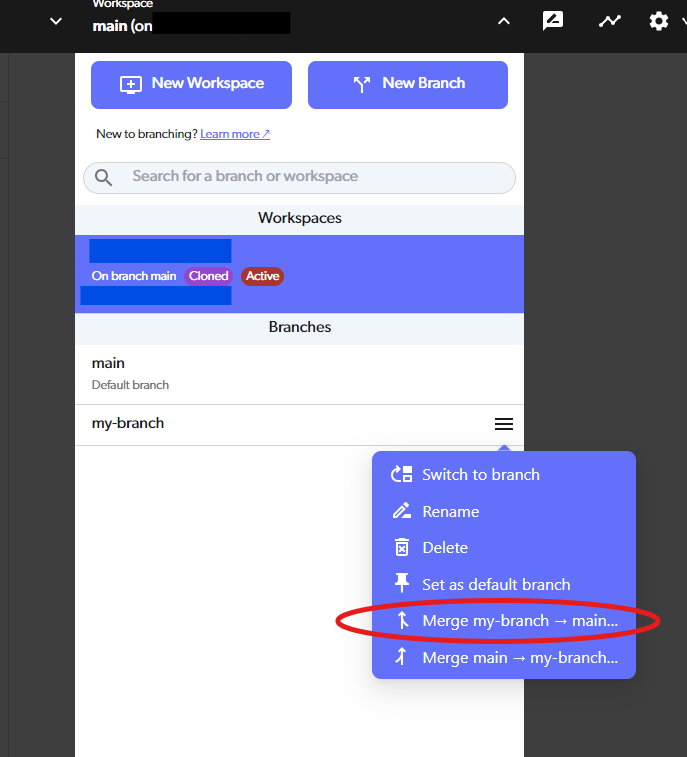 Workspace
main (on
New Workspace
New Branch
New to branching? Learn more ↗
Search for a branch or workspace
Workspaces
On branch main Cloned Active
Branches
main
Default branch
my-branch
Switch to branch
Rename
Delete
Set as default branch
Merge my-branch → main...
Merge main → my-branch...